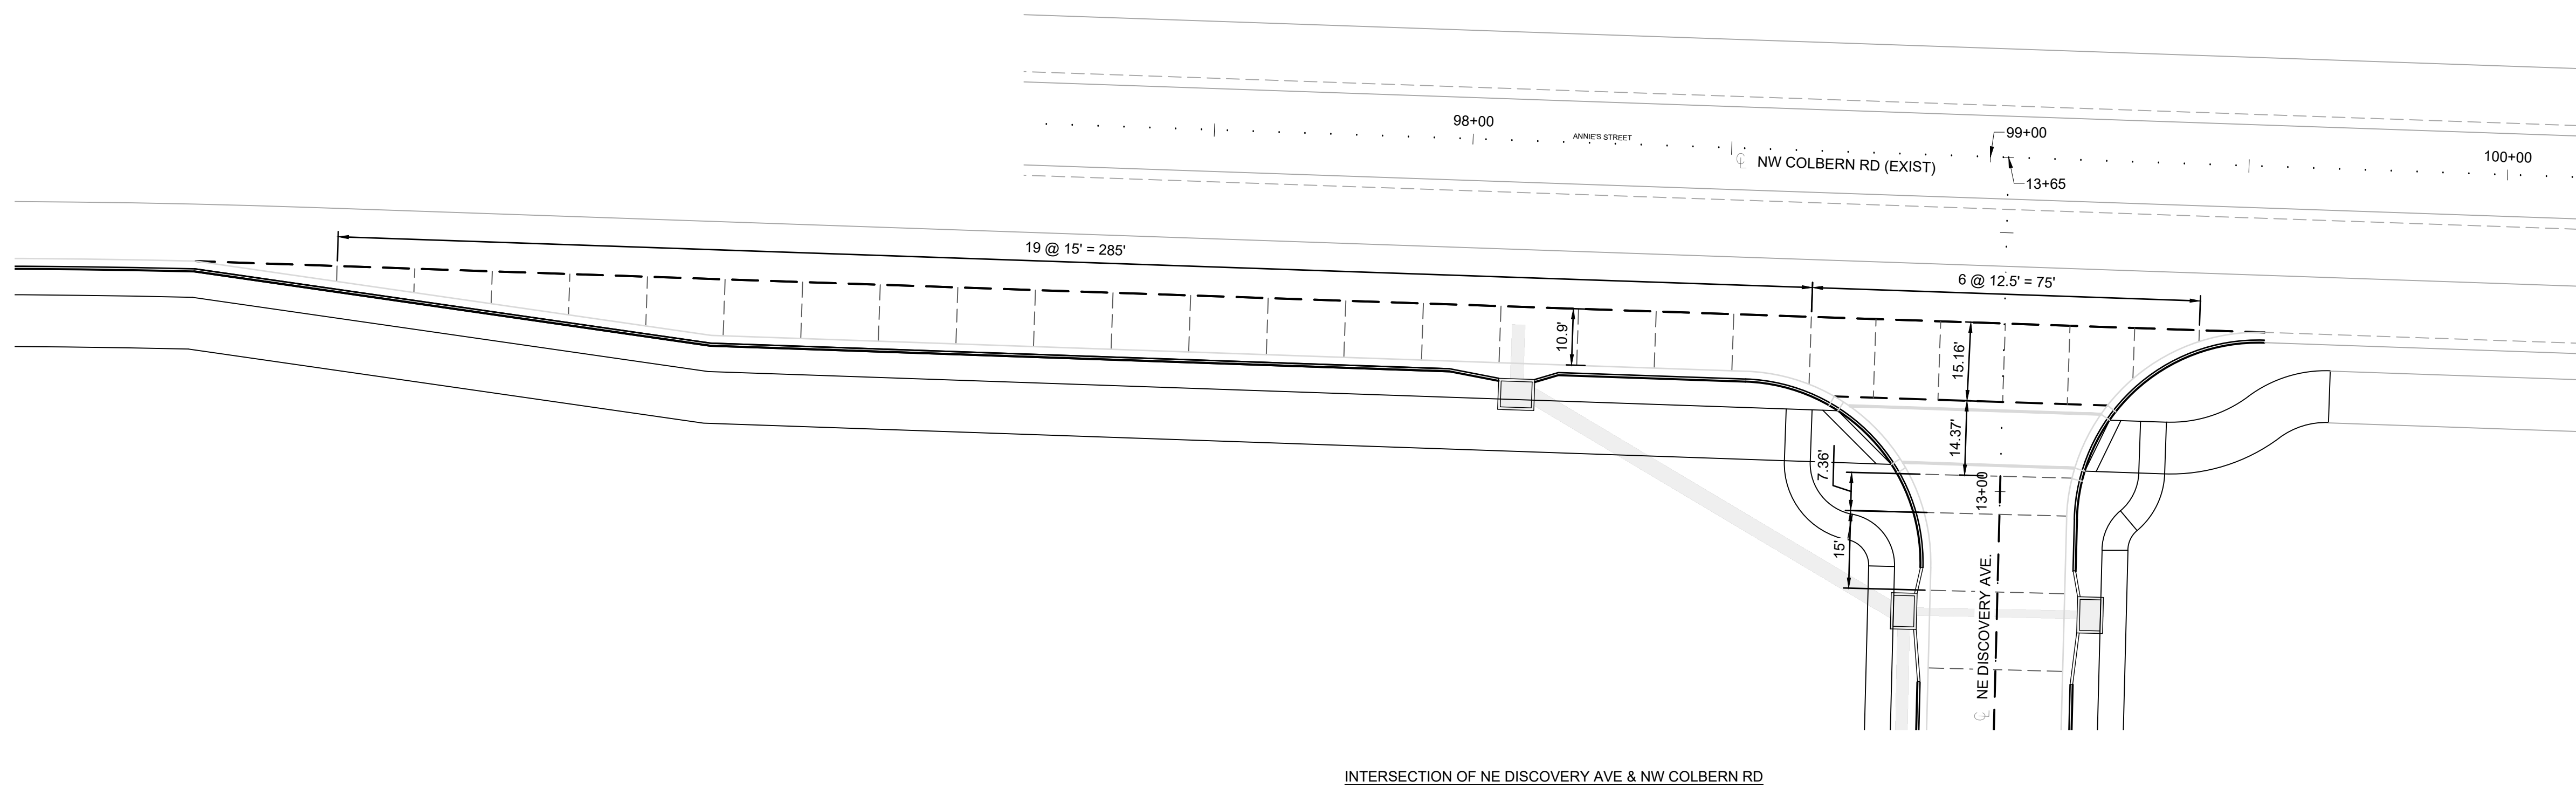 98+00
ANNIE'S STREET
99+00
℄ NW COLBERN RD (EXIST)
100+00
13+65
19 @ 15' = 285'
6 @ 12.5' = 75'
10.9'
15.16'
14.37'
7.36'
13+00
15'
℄ NE DISCOVERY AVE.
INTERSECTION OF NE DISCOVERY AVE & NW COLBERN RD